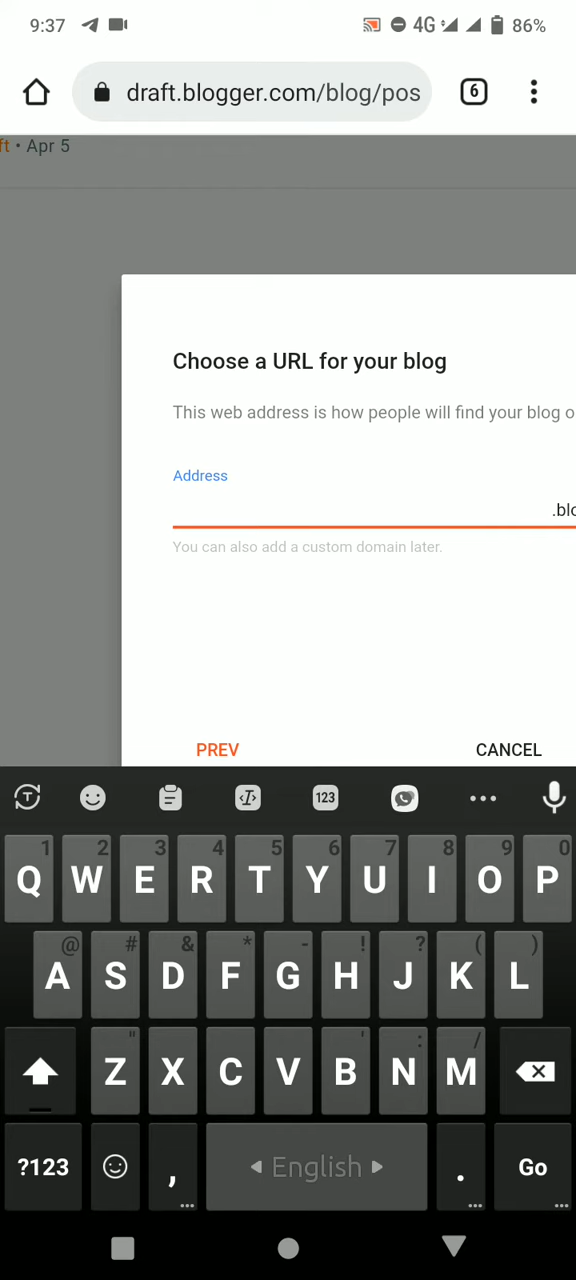 9:37 4G 86%
draft.blogger.com/blog/pos 6
ft • Apr 5
Choose a URL for your blog
This web address is how people will find your blog o
Address
.blo
You can also add a custom domain later.
PREV CANCEL
T I 123 •••
1 2 3 4 5 6 7 8 9 0
Q W E R T Y U I O P
@ # & * - ! ? ( )
A S D F G H J K L
" ' : /
Z X C V B N M
?123 , English . Go